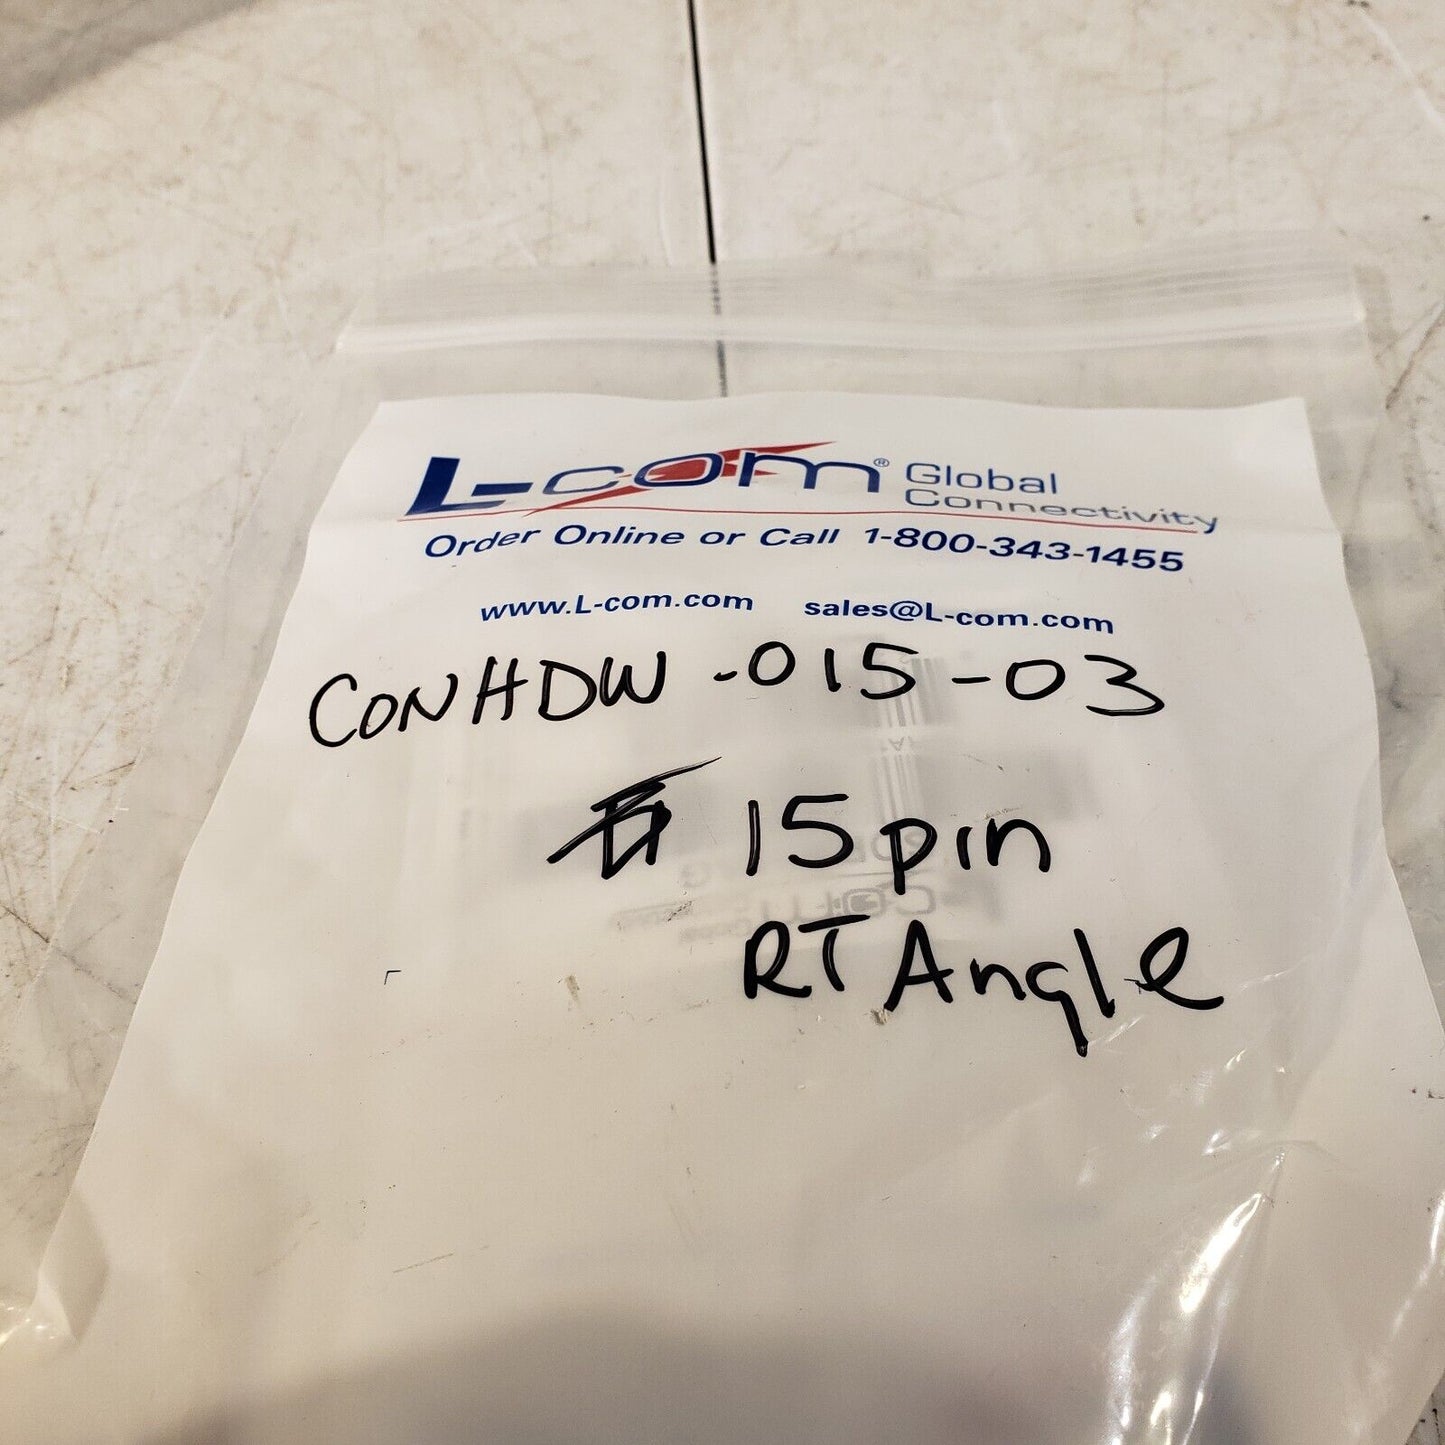 L-com® Global Connectivity
Order Online or Call 1-800-343-1455
www.L-com.com sales@L-com.com
CONHDW-015-03
15pin
RT Angle